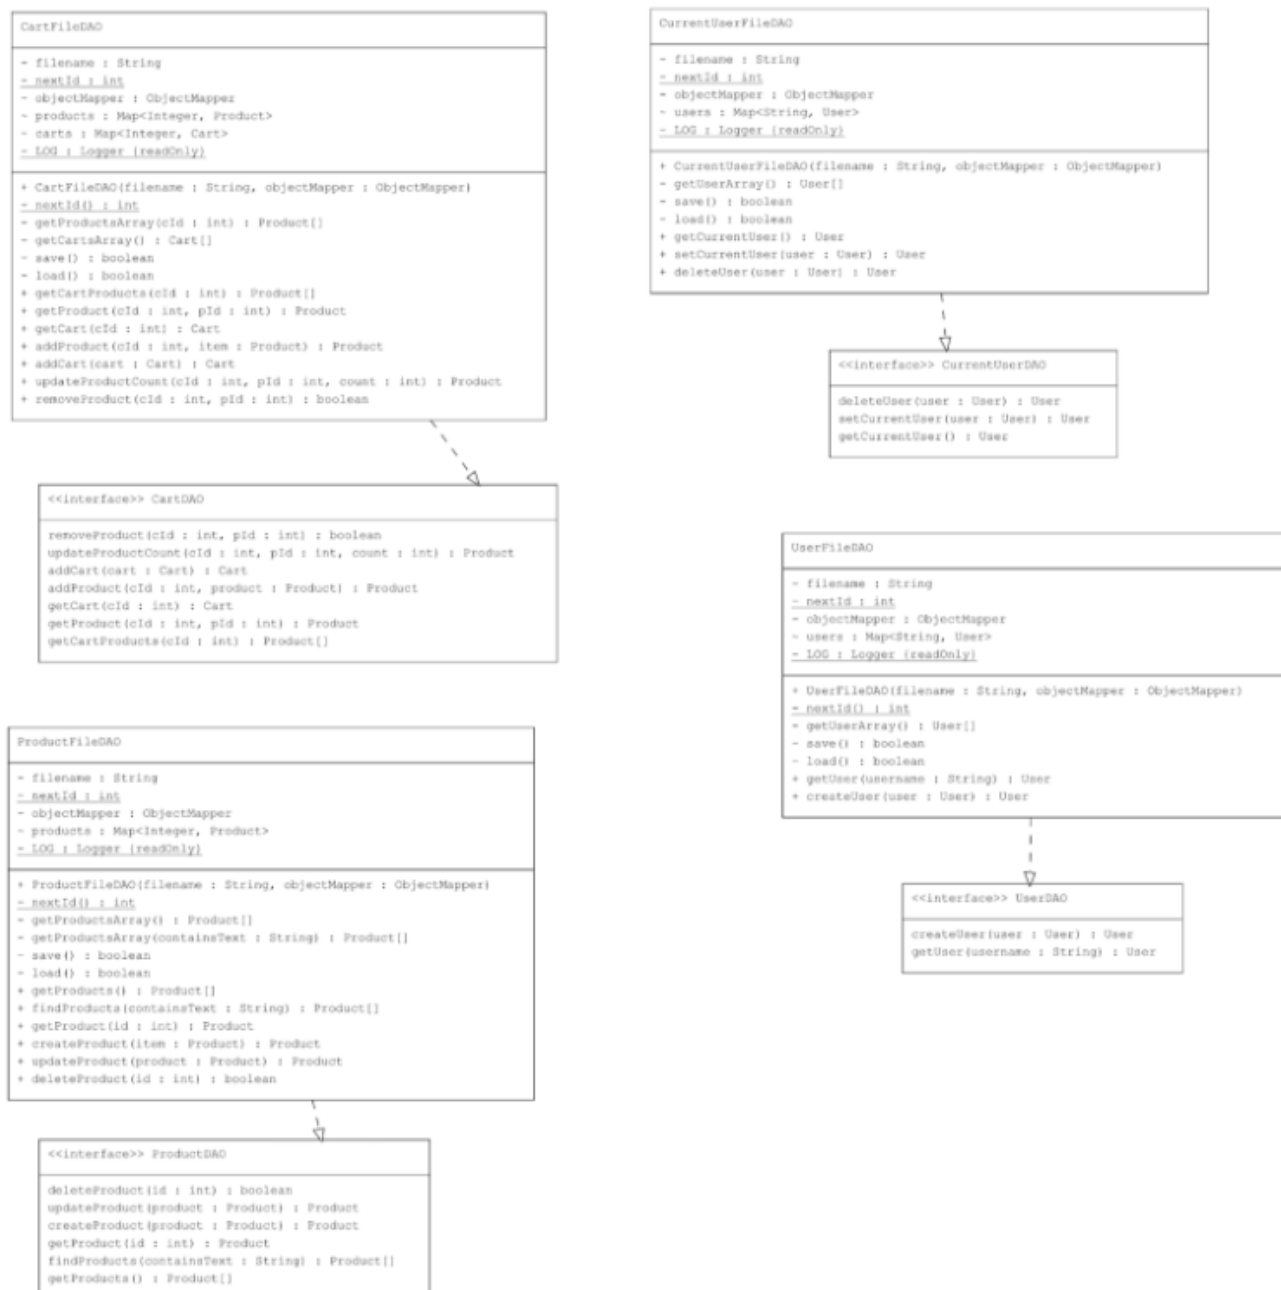 CartFileDAO
- filename : String
- nextId : int
- objectMapper : ObjectMapper
- products : Map<Integer, Product>
- carts : Map<Integer, Cart>
- LOG : Logger {readOnly}
+ CartFileDAO(filename : String, objectMapper : ObjectMapper)
- nextId() : int
- getProductsArray(cId : int) : Product[]
- getCartsArray() : Cart[]
- save() : boolean
- load() : boolean
+ getCartProducts(cId : int) : Product[]
+ getProduct(cId : int, pId : int) : Product
+ getCart(cId : int) : Cart
+ addProduct(cId : int, item : Product) : Product
+ addCart(cart : Cart) : Cart
+ updateProductCount(cId : int, pId : int, count : int) : Product
+ removeProduct(cId : int, pId : int) : boolean
<<interface>> CartDAO
removeProduct(cId : int, pId : int) : boolean
updateProductCount(cId : int, pId : int, count : int) : Product
addCart(cart : Cart) : Cart
addProduct(cId : int, product : Product) : Product
getCart(cId : int) : Cart
getProduct(cId : int, pId : int) : Product
getCartProducts(cId : int) : Product[]
ProductFileDAO
- filename : String
- nextId : int
- objectMapper : ObjectMapper
- products : Map<Integer, Product>
- LOG : Logger {readOnly}
+ ProductFileDAO(filename : String, objectMapper : ObjectMapper)
- nextId() : int
- getProductsArray() : Product[]
- getProductsArray(containsText : String) : Product[]
- save() : boolean
- load() : boolean
+ getProducts() : Product[]
+ findProducts(containsText : String) : Product[]
+ getProduct(id : int) : Product
+ createProduct(item : Product) : Product
+ updateProduct(product : Product) : Product
+ deleteProduct(id : int) : boolean
<<interface>> ProductDAO
deleteProduct(id : int) : boolean
updateProduct(product : Product) : Product
createProduct(product : Product) : Product
getProduct(id : int) : Product
findProducts(containsText : String) : Product[]
getProducts() : Product[]
CurrentUserFileDAO
- filename : String
- nextId : int
- objectMapper : ObjectMapper
- users : Map<String, User>
- LOG : Logger {readOnly}
+ CurrentUserFileDAO(filename : String, objectMapper : ObjectMapper)
- getUserArray() : User[]
- save() : boolean
- load() : boolean
+ getCurrentUser() : User
+ setCurrentUser(user : User) : User
+ deleteUser(user : User) : User
<<interface>> CurrentUserDAO
deleteUser(user : User) : User
setCurrentUser(user : User) : User
getCurrentUser() : User
UserFileDAO
- filename : String
- nextId : int
- objectMapper : ObjectMapper
- users : Map<String, User>
- LOG : Logger {readOnly}
+ UserFileDAO(filename : String, objectMapper : ObjectMapper)
- nextId() : int
- getUserArray() : User[]
- save() : boolean
- load() : boolean
+ getUser(username : String) : User
+ createUser(user : User) : User
<<interface>> UserDAO
createUser(user : User) : User
getUser(username : String) : User